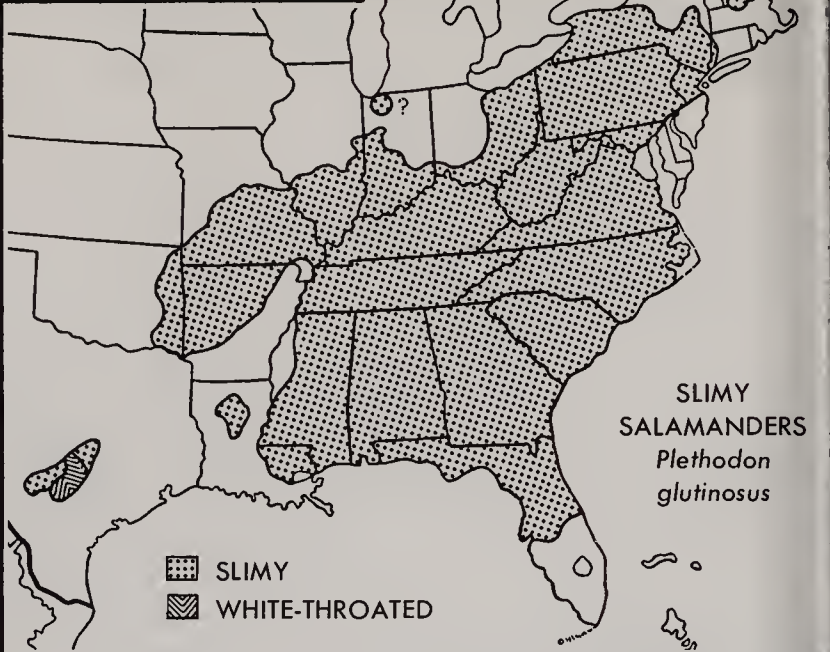 ?
SLIMY
SALAMANDERS
Plethodon
glutinosus
SLIMY
WHITE-THROATED